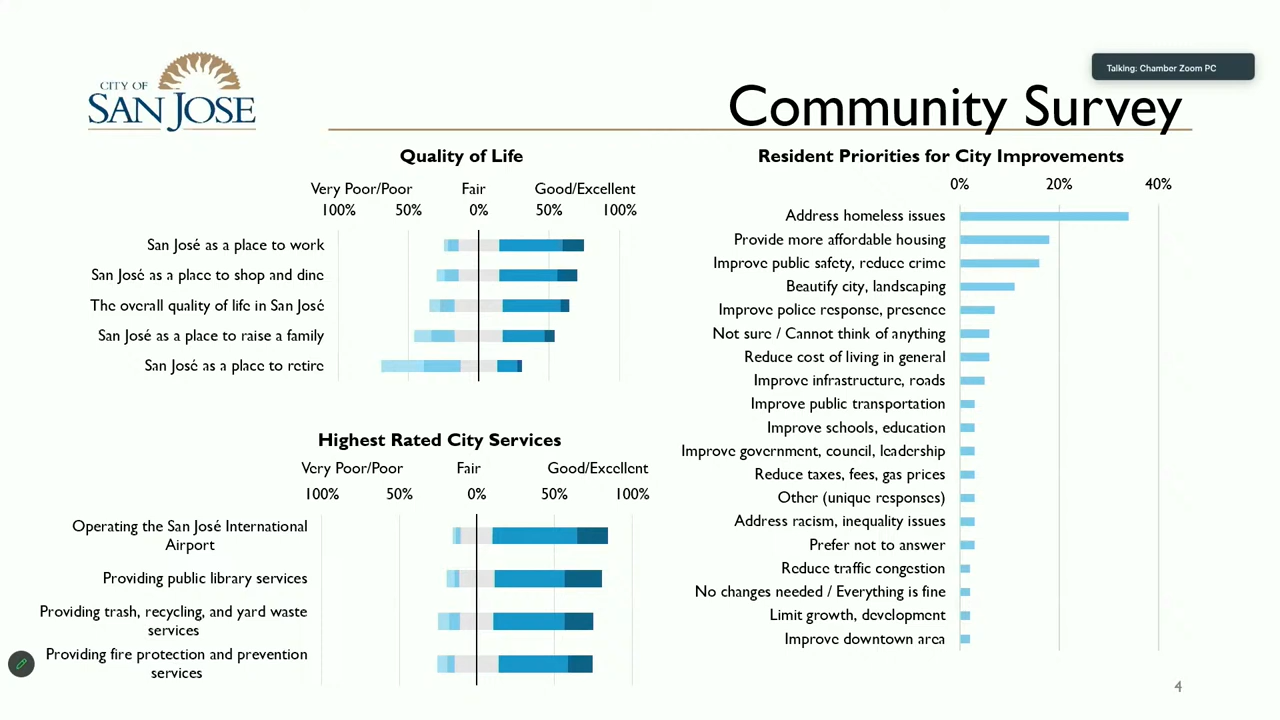 CITY OF
SAN JOSE
Talking: Chamber Zoom PC
Community Survey
Quality of Life
Very Poor/Poor Fair Good/Excellent
100% 50% 0% 50% 100%
San José as a place to work
San José as a place to shop and dine
The overall quality of life in San José
San José as a place to raise a family
San José as a place to retire
Highest Rated City Services
Very Poor/Poor Fair Good/Excellent
100% 50% 0% 50% 100%
Operating the San José International
Airport
Providing public library services
Providing trash, recycling, and yard waste
services
Providing fire protection and prevention
services
Resident Priorities for City Improvements
0% 20% 40%
Address homeless issues
Provide more affordable housing
Improve public safety, reduce crime
Beautify city, landscaping
Improve police response, presence
Not sure / Cannot think of anything
Reduce cost of living in general
Improve infrastructure, roads
Improve public transportation
Improve schools, education
Improve government, council, leadership
Reduce taxes, fees, gas prices
Other (unique responses)
Address racism, inequality issues
Prefer not to answer
Reduce traffic congestion
No changes needed / Everything is fine
Limit growth, development
Improve downtown area
4